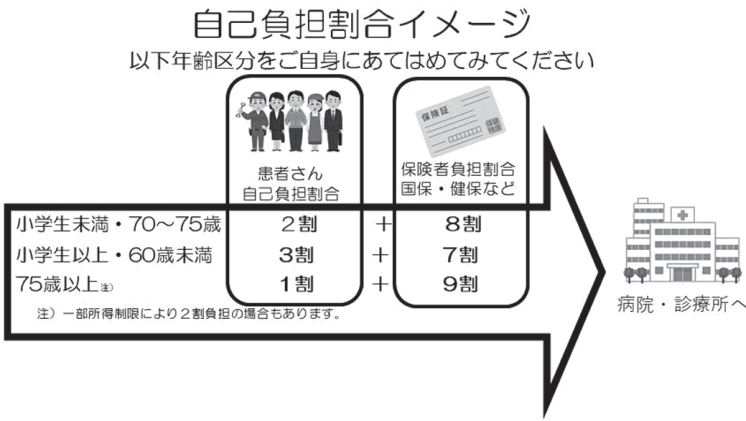 自己負担割合イメージ
以下年齢区分をご自身にあてはめてみてください
保険証
保健
患者さん
自己負担割合
保険者負担割合
国保・健保など
小学生未満・70～75歳 2割 + 8割
小学生以上・60歳未満 3割 + 7割
75歳以上注） 1割 + 9割
注）一部所得制限により2割負担の場合もあります。
病院・診療所へ